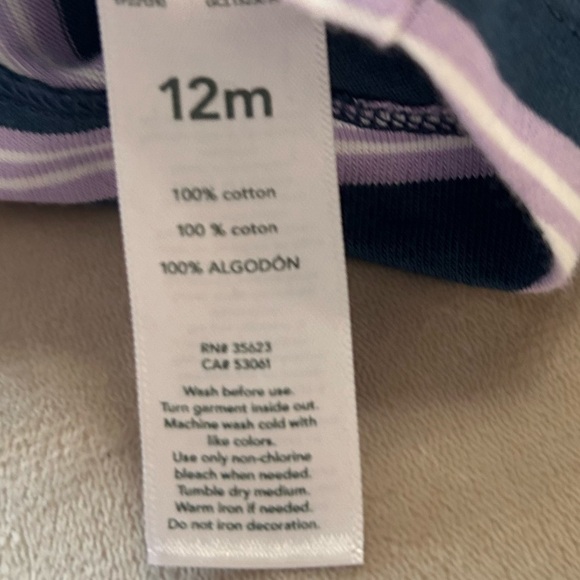 12m
100% cotton
100 % coton
100% ALGODÓN
RN# 35623
CA# 53061
Wash before use.
Turn garment inside out.
Machine wash cold with
like colors.
Use only non-chlorine
bleach when needed.
Tumble dry medium.
Warm iron if needed.
Do not iron decoration.